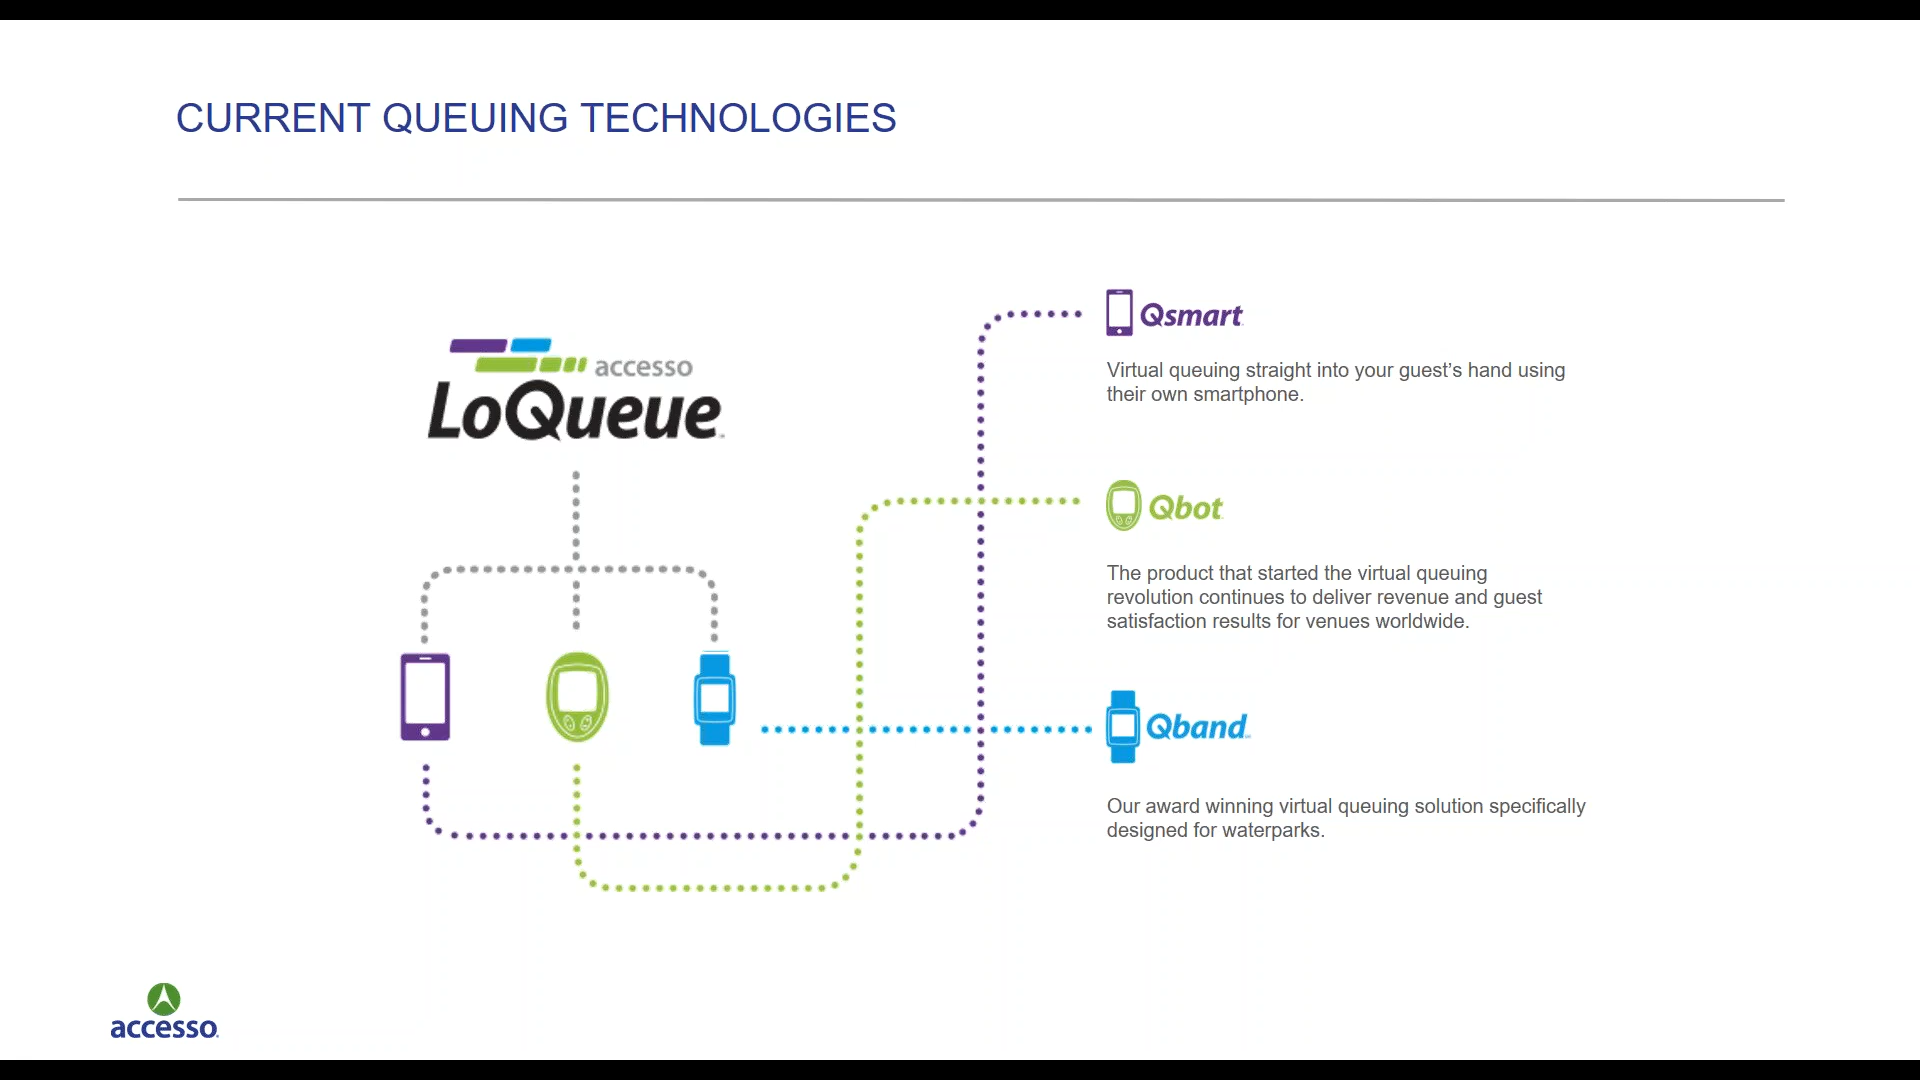 CURRENT QUEUING TECHNOLOGIES
accesso
LoQueue
Qsmart
Virtual queuing straight into your guest’s hand using
their own smartphone.
Qbot
The product that started the virtual queuing
revolution continues to deliver revenue and guest
satisfaction results for venues worldwide.
Qband
Our award winning virtual queuing solution specifically
designed for waterparks.
accesso